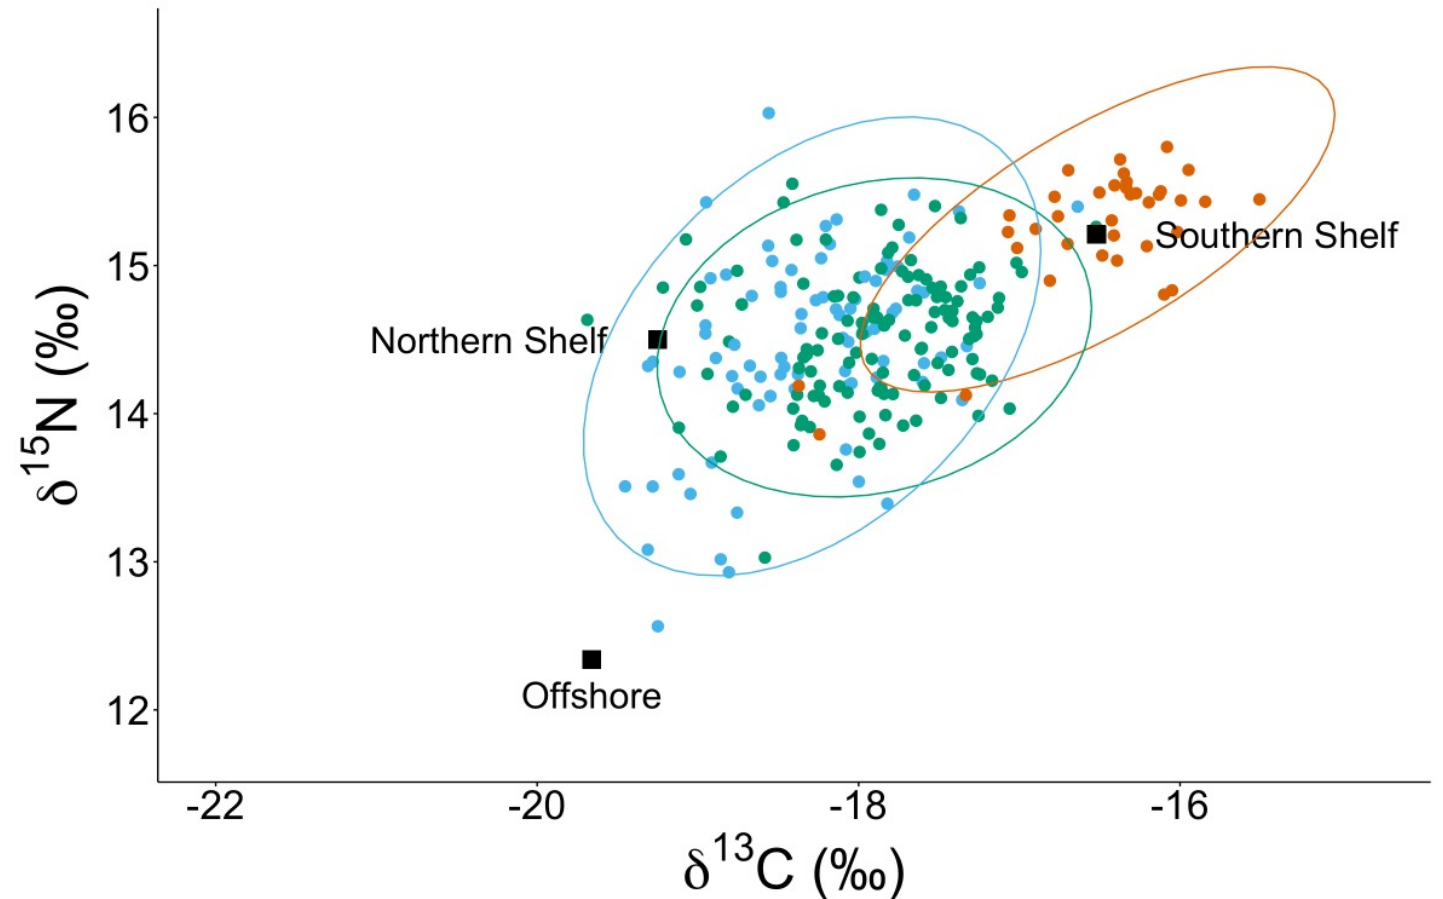 16
15
14
13
12
δ¹⁵N (‰)
Northern Shelf
Southern Shelf
Offshore
-22 -20 -18 -16
δ¹³C (‰)